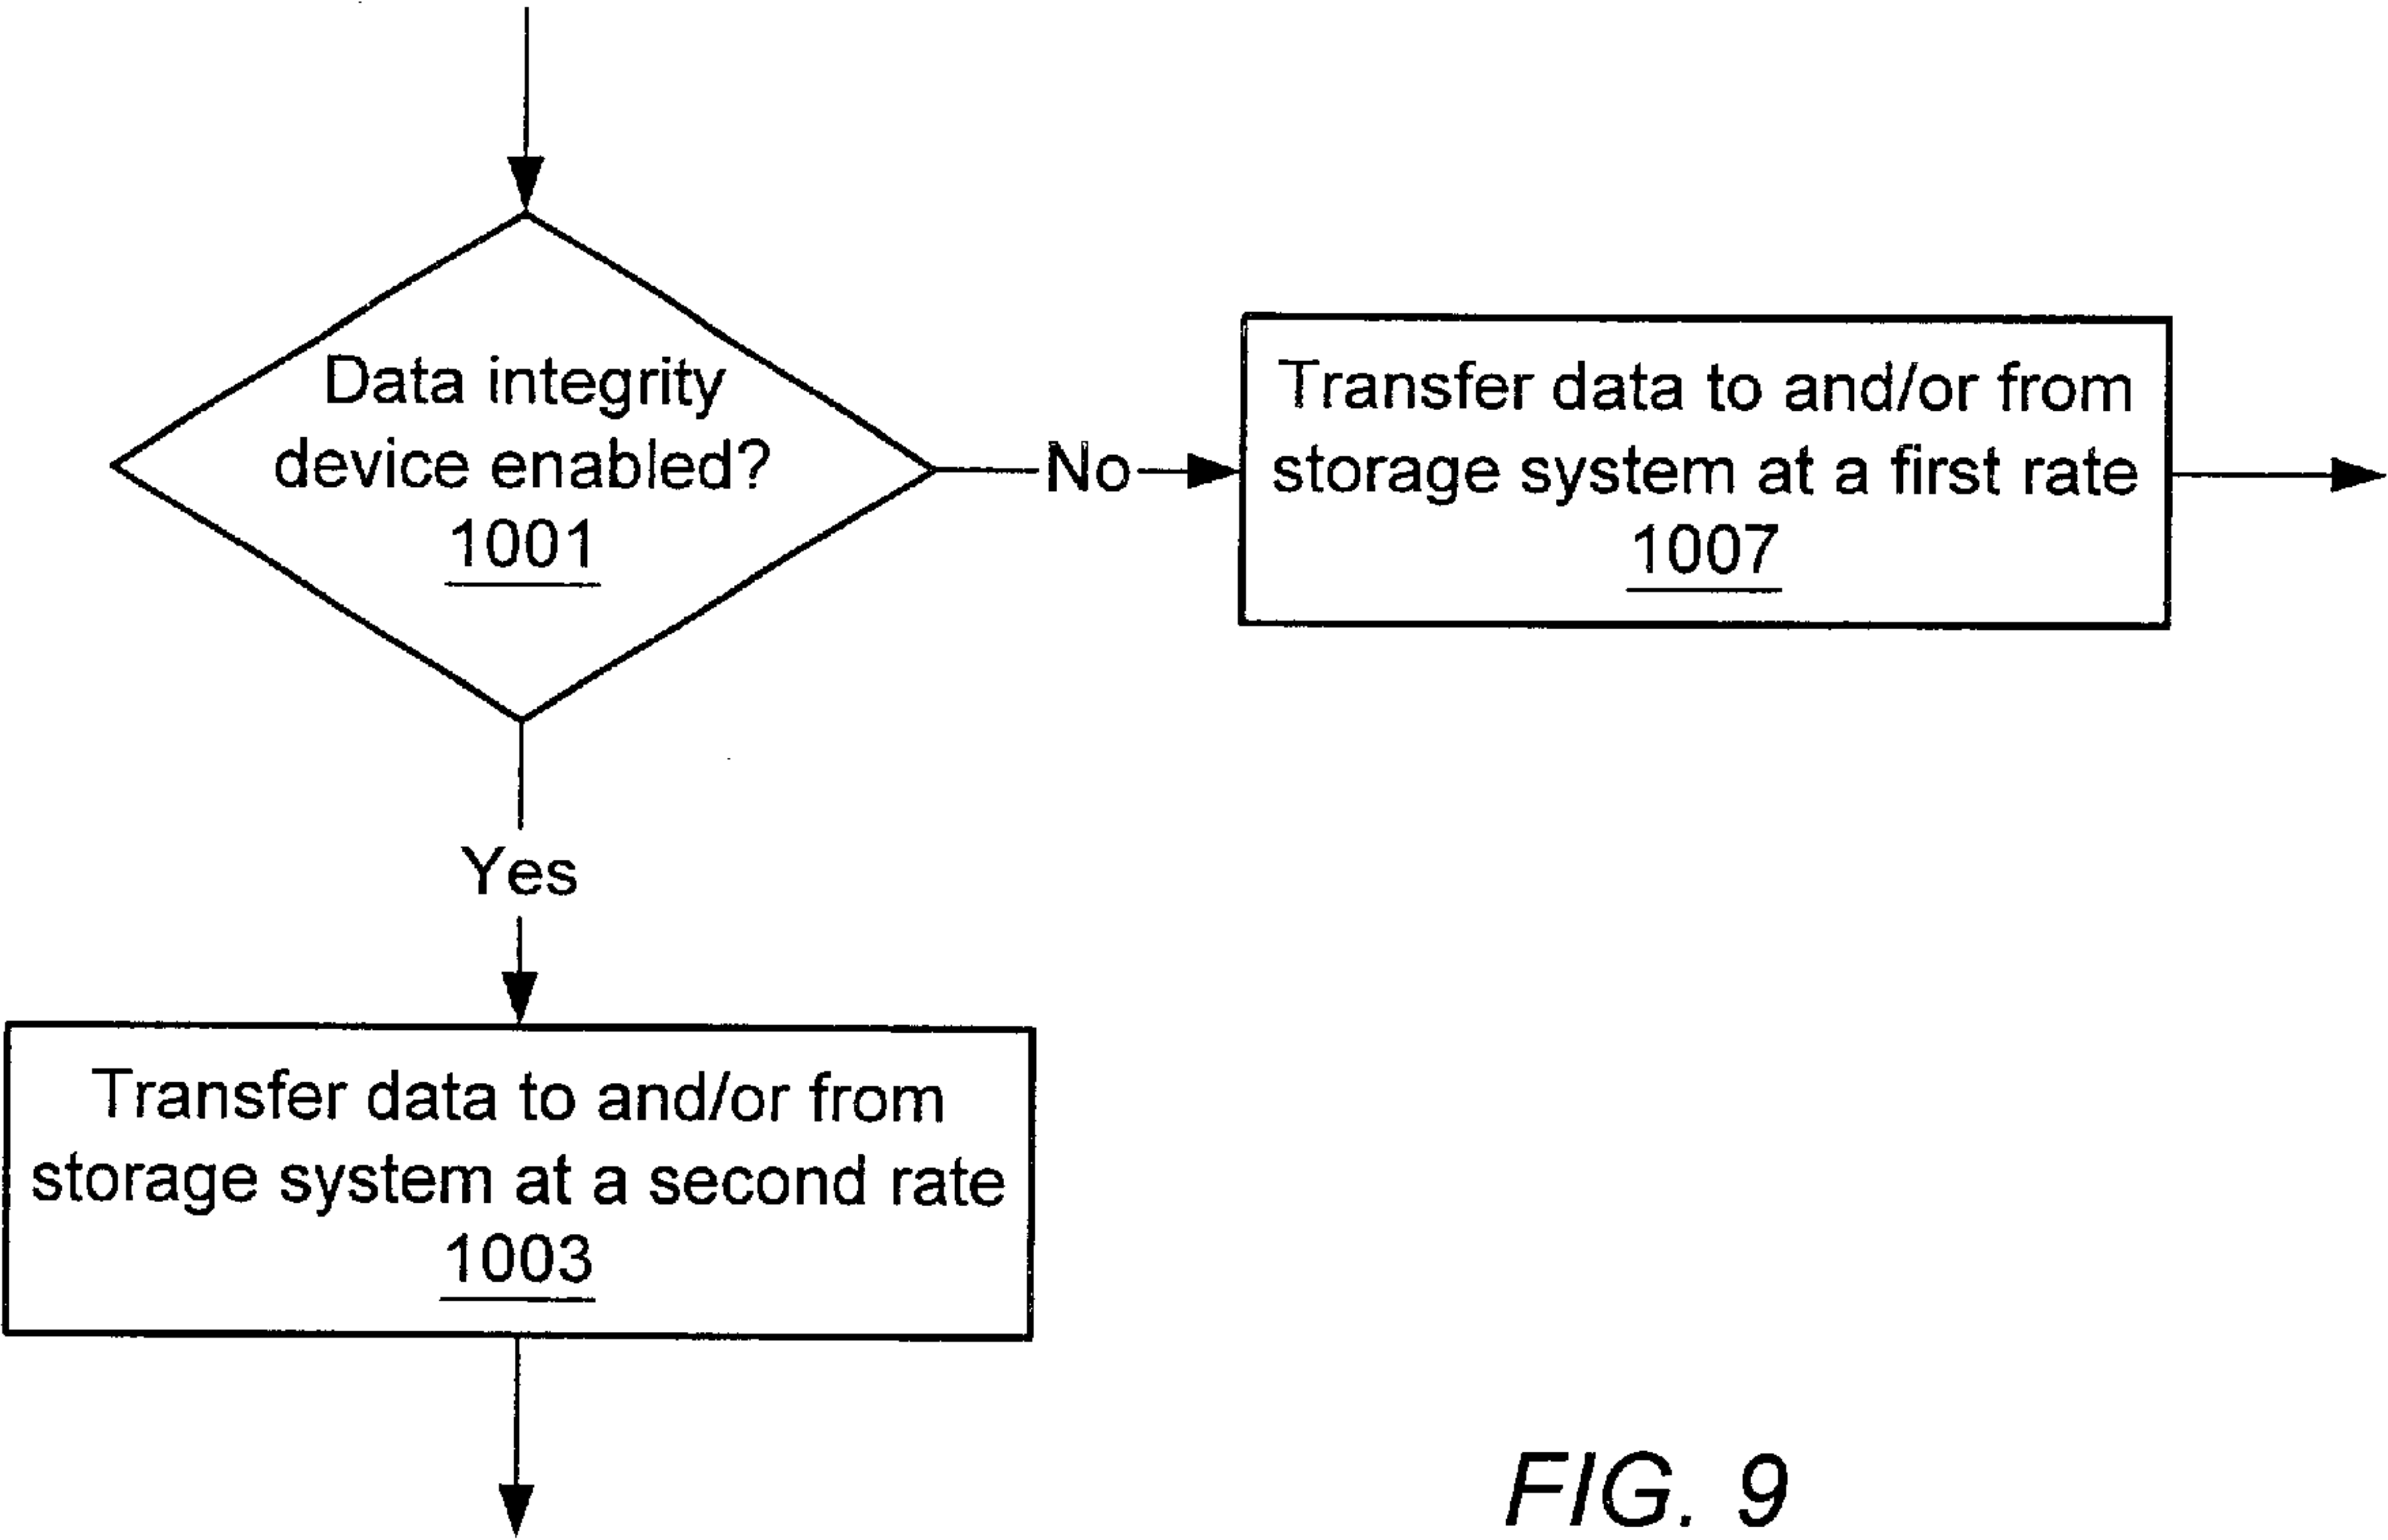 Data integrity
device enabled?
1001
No
Transfer data to and/or from
storage system at a first rate
1007
Yes
Transfer data to and/or from
storage system at a second rate
1003
FIG. 9